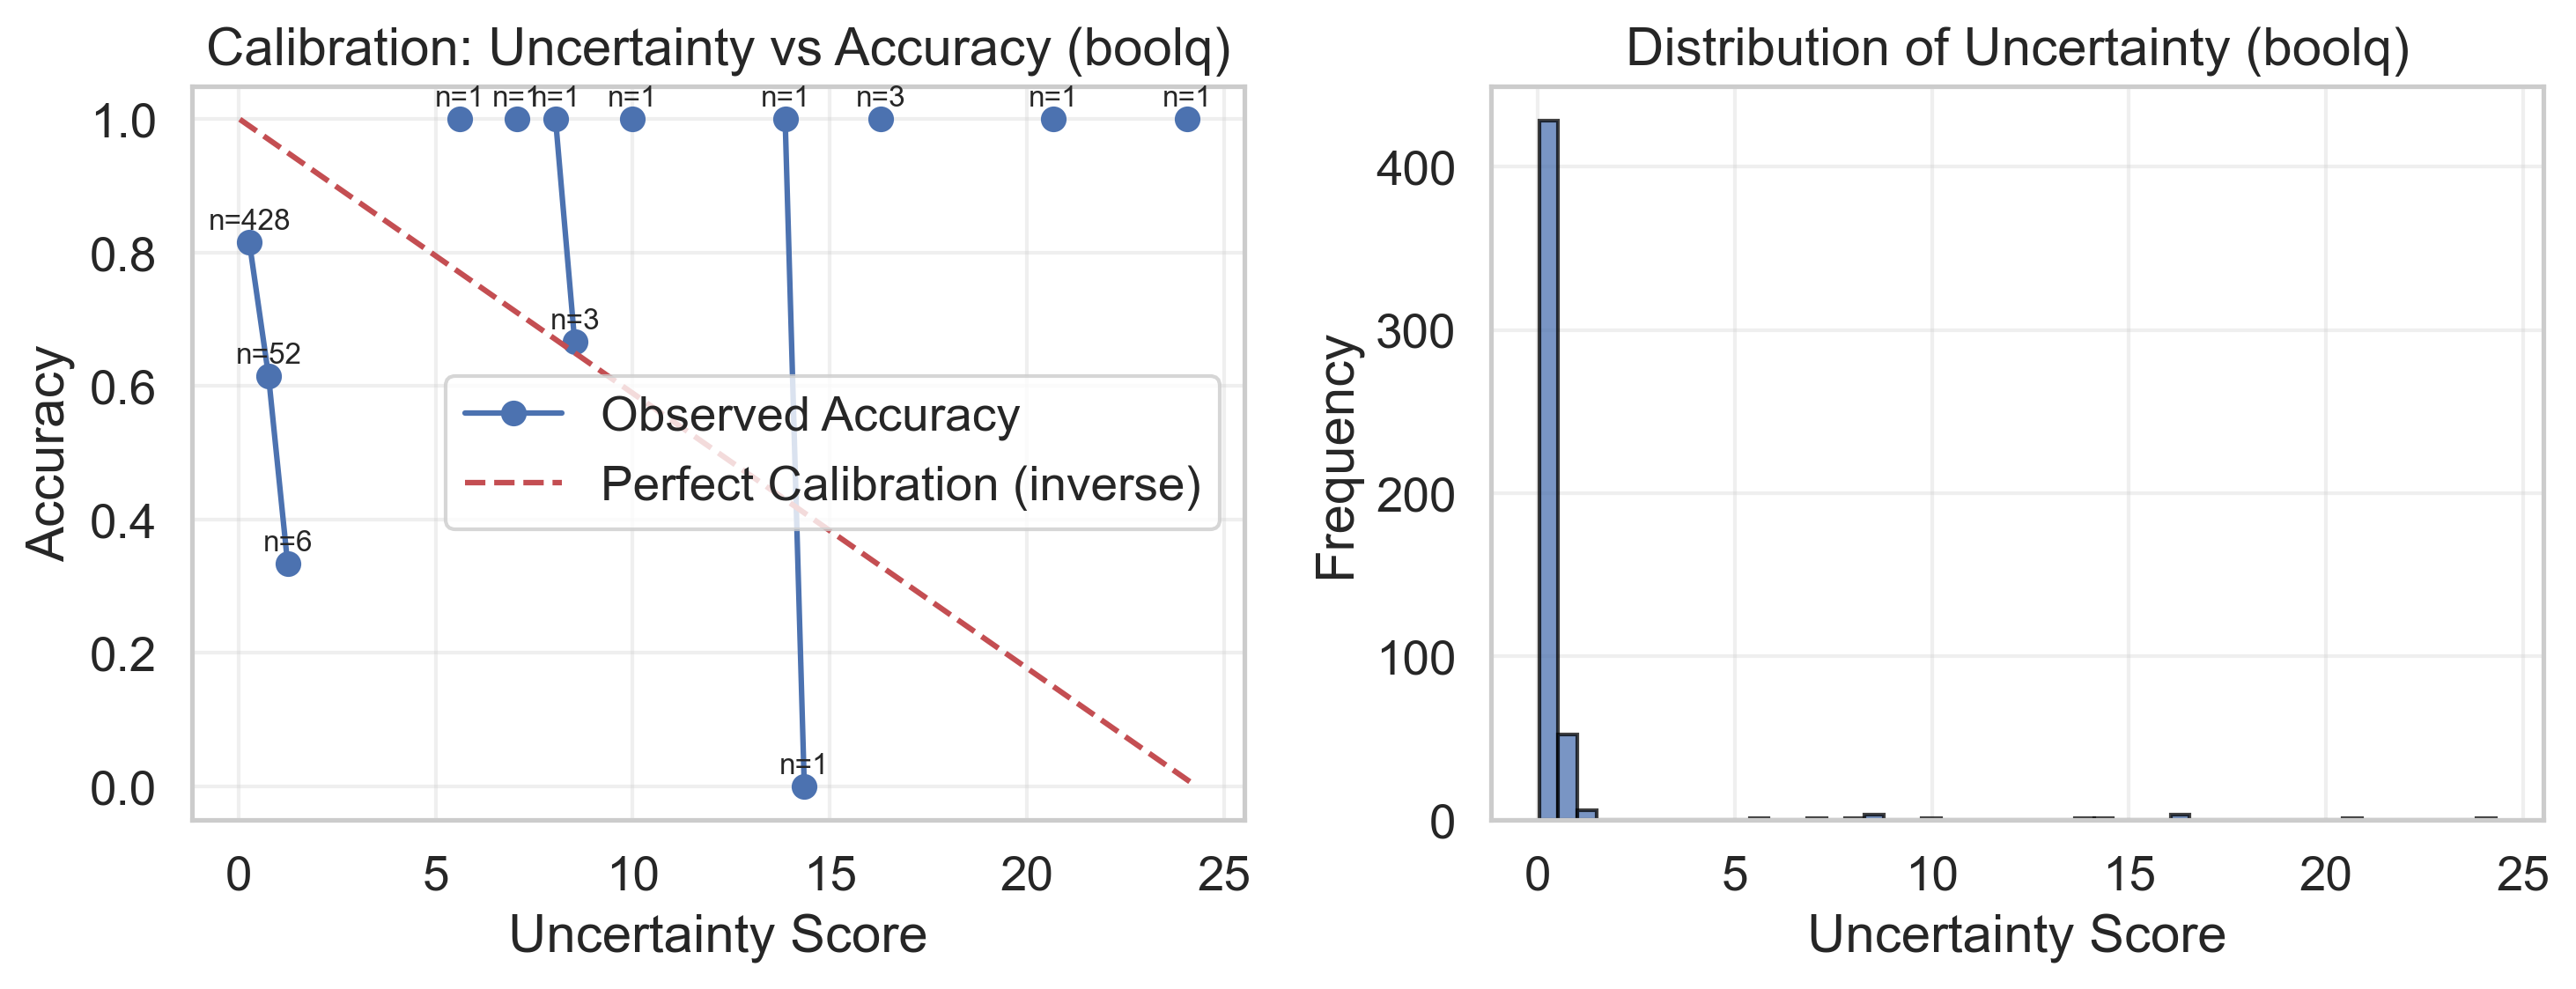 Calibration: Uncertainty vs Accuracy (boolq)
n=1 n=1 n=1 n=1 n=1 n=3 n=1 n=1
1.0
n=428
0.8
n=3
n=52
0.6
Observed Accuracy
Perfect Calibration (inverse)
0.4
n=6
0.2
n=1
0.0
Accuracy
0 5 10 15 20 25
Uncertainty Score
Distribution of Uncertainty (boolq)
400
300
200
100
0
Frequency
0 5 10 15 20 25
Uncertainty Score